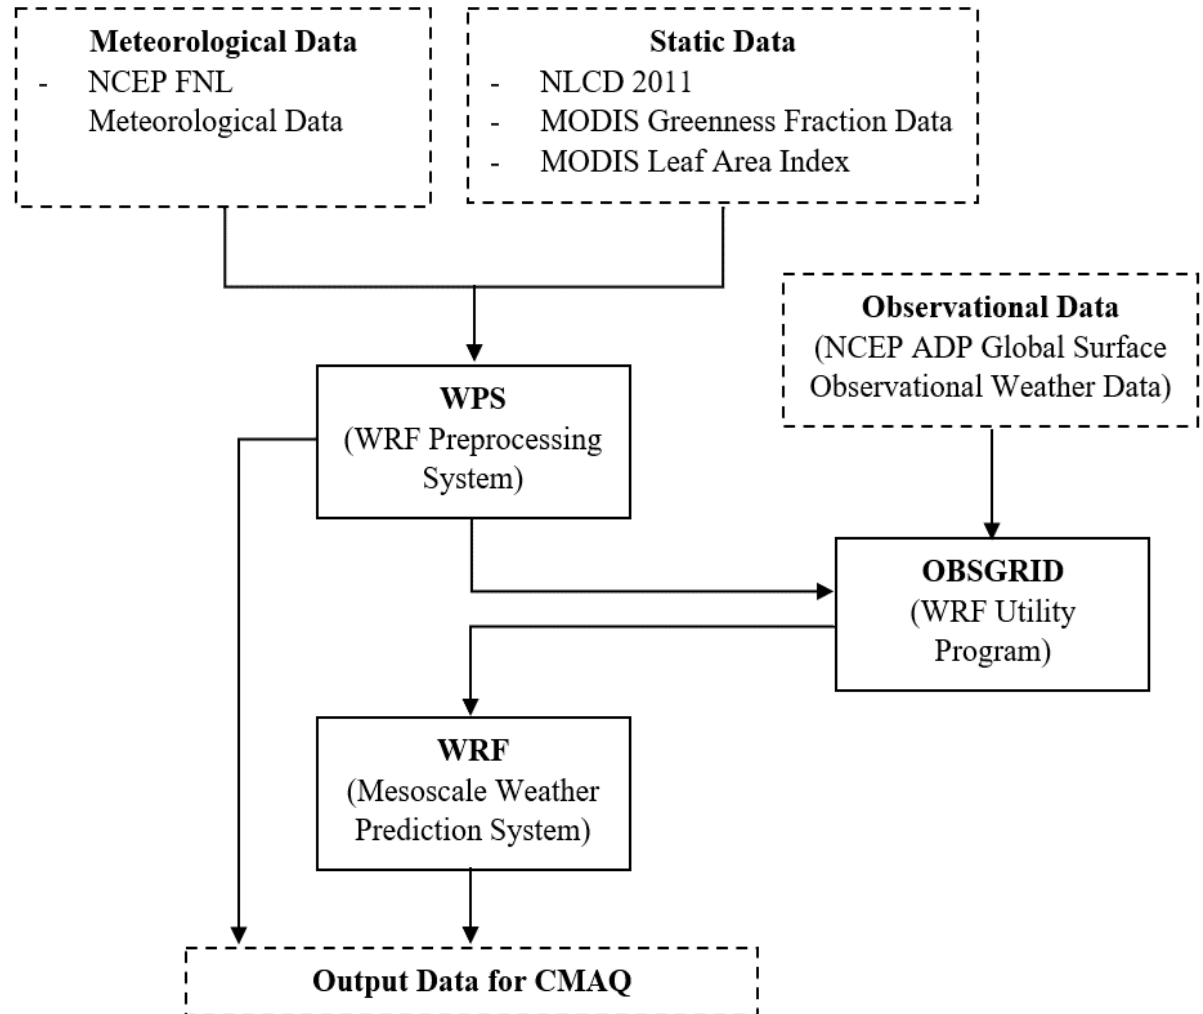 Meteorological Data
- NCEP FNL
Meteorological Data
Static Data
- NLCD 2011
- MODIS Greenness Fraction Data
- MODIS Leaf Area Index
Observational Data
(NCEP ADP Global Surface
Observational Weather Data)
WPS
(WRF Preprocessing
System)
OBSGRID
(WRF Utility
Program)
WRF
(Mesoscale Weather
Prediction System)
Output Data for CMAQ